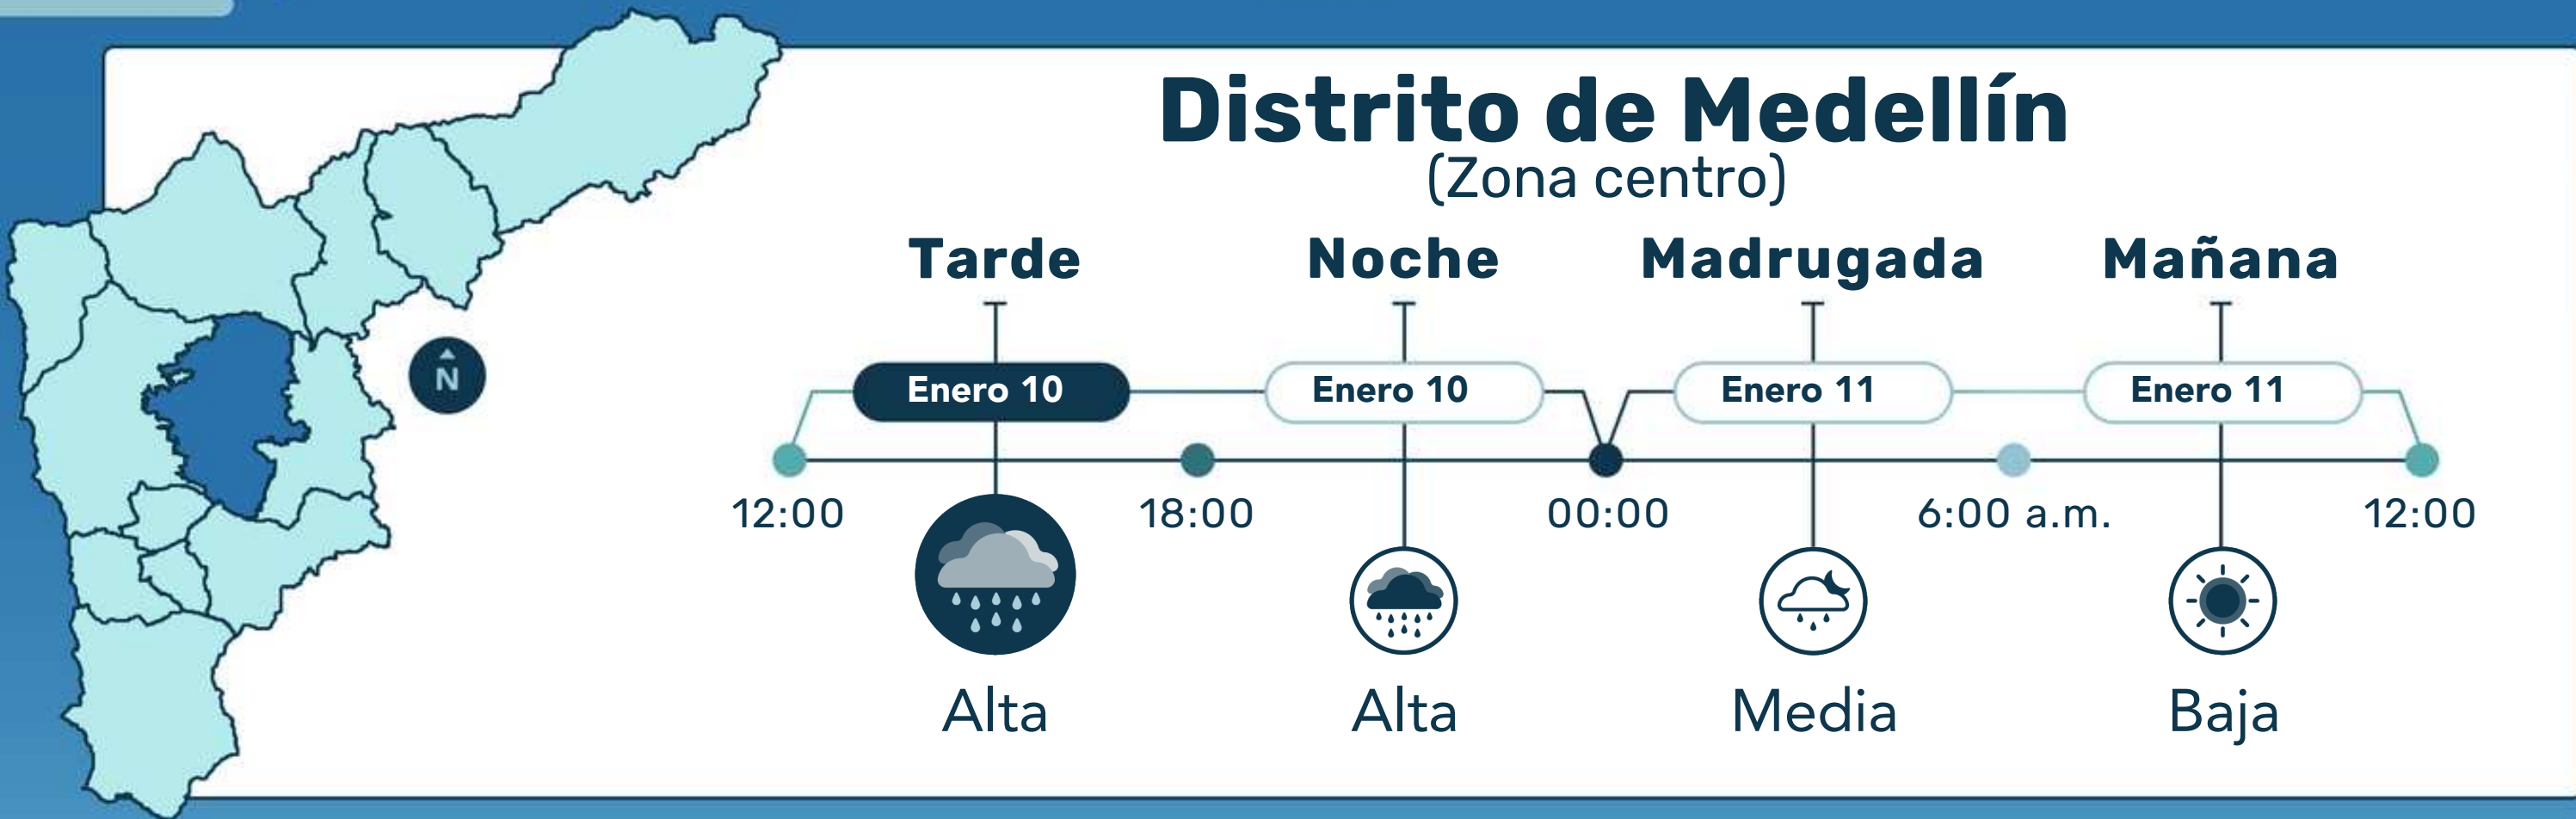 Distrito de Medellín
(Zona centro)
Tarde Noche Madrugada Mañana
Enero 10 Enero 10 Enero 11 Enero 11
N
12:00 18:00 00:00 6:00 a.m. 12:00
Alta Alta Media Baja